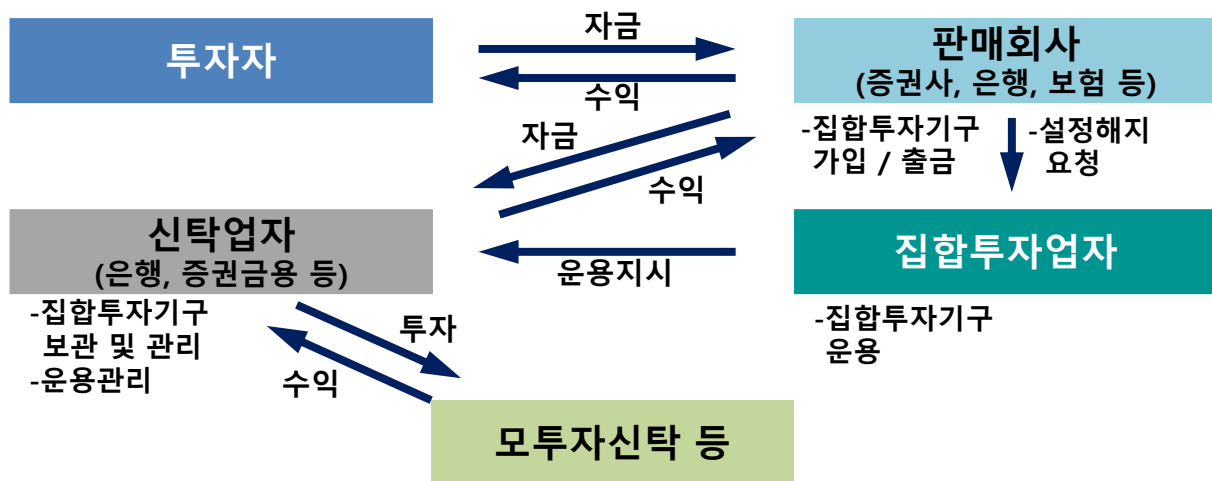 투자자
자금
수익
판매회사
(증권사, 은행, 보험 등)
자금
수익
-집합투자기구
가입 / 출금
-설정해지
요청
신탁업자
(은행, 증권금용 등)
운용지시
집합투자업자
-집합투자기구
보관 및 관리
-운용관리
투자
수익
-집합투자기구
운용
모투자신탁 등